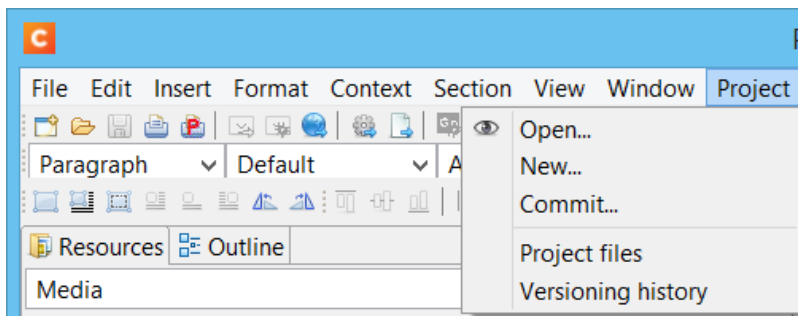 C
File Edit Insert Format Context Section View Window Project
Open...
Paragraph Default A
New...
Commit...
Resources Outline
Project files
Media
Versioning history